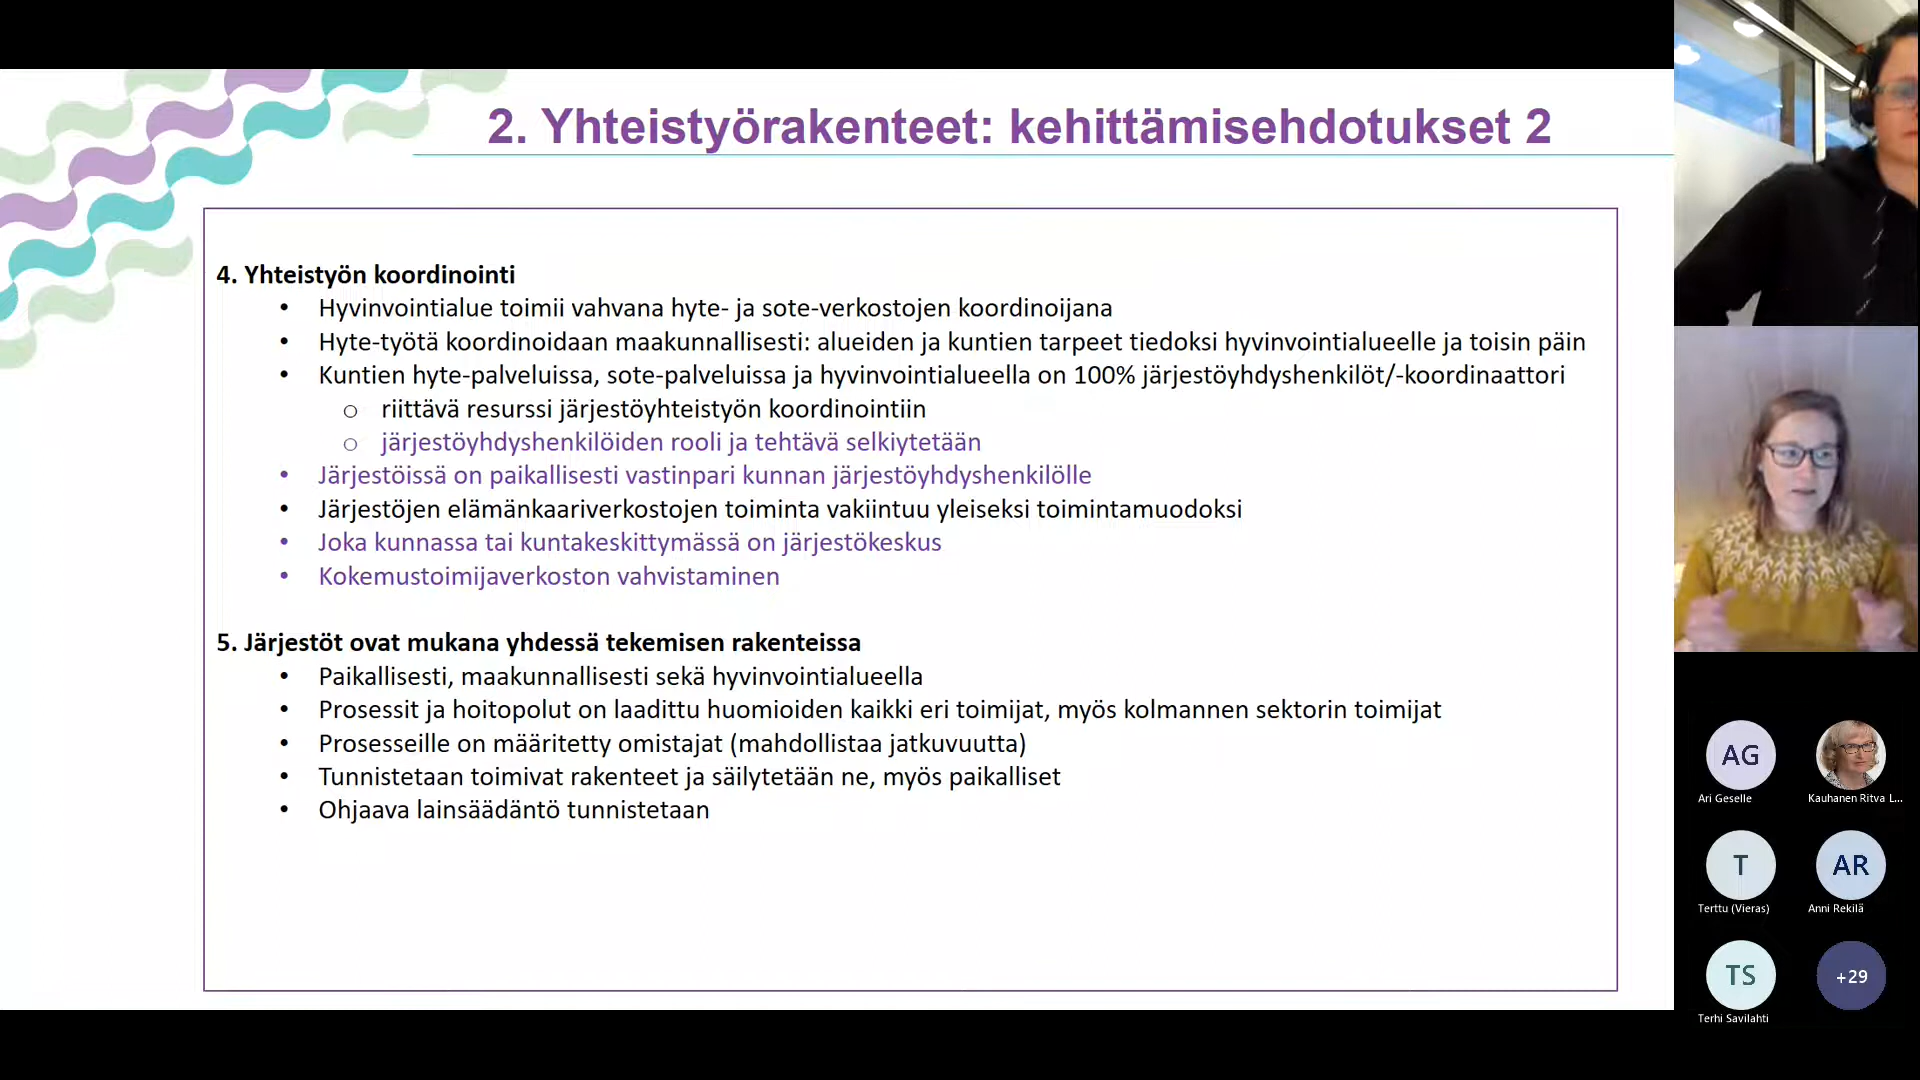 2. Yhteistyörakenteet: kehittämisehdotukset 2
4. Yhteistyön koordinointi
• Hyvinvointialue toimii vahvana hyte- ja sote-verkostojen koordinoijana
• Hyte-työtä koordinoidaan maakunnallisesti: alueiden ja kuntien tarpeet tiedoksi hyvinvointialueelle ja toisin päin
• Kuntien hyte-palveluissa, sote-palveluissa ja hyvinvointialueella on 100% järjestöyhdyshenkilöt/-koordinaattori
o riittävä resurssi järjestöyhteistyön koordinointiin
o järjestöyhdyshenkilöiden rooli ja tehtävä selkiytetään
• Järjestöissä on paikallisesti vastinpari kunnan järjestöyhdyshenkilölle
• Järjestöjen elämänkaariverkostojen toiminta vakiintuu yleiseksi toimintamuodoksi
• Joka kunnassa tai kuntakeskittymässä on järjestökeskus
• Kokemustoimijaverkoston vahvistaminen
5. Järjestöt ovat mukana yhdessä tekemisen rakenteissa
• Paikallisesti, maakunnallisesti sekä hyvinvointialueella
• Prosessit ja hoitopolut on laadittu huomioiden kaikki eri toimijat, myös kolmannen sektorin toimijat
• Prosesseille on määritetty omistajat (mahdollistaa jatkuvuutta)
• Tunnistetaan toimivat rakenteet ja säilytetään ne, myös paikalliset
• Ohjaava lainsäädäntö tunnistetaan
AG
Ari Geselle
Kauhanen Ritva L...
T
AR
Terttu (Vieras)
Anni Rekilä
TS
+29
Terhi Savilahti